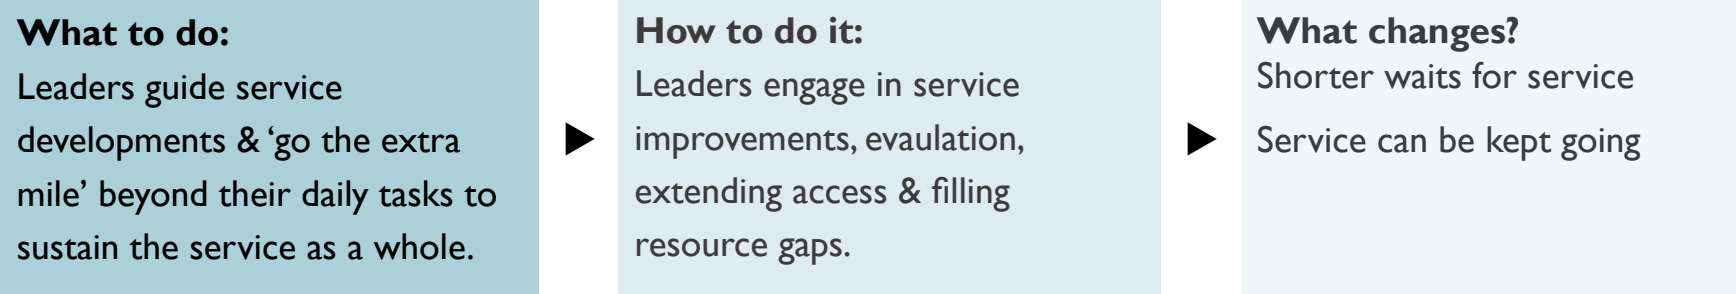 What to do:
Leaders guide service
developments & ‘go the extra
mile’ beyond their daily tasks to
sustain the service as a whole.
How to do it:
Leaders engage in service
improvements, evaulation,
extending access & filling
resource gaps.
What changes?
Shorter waits for service
Service can be kept going